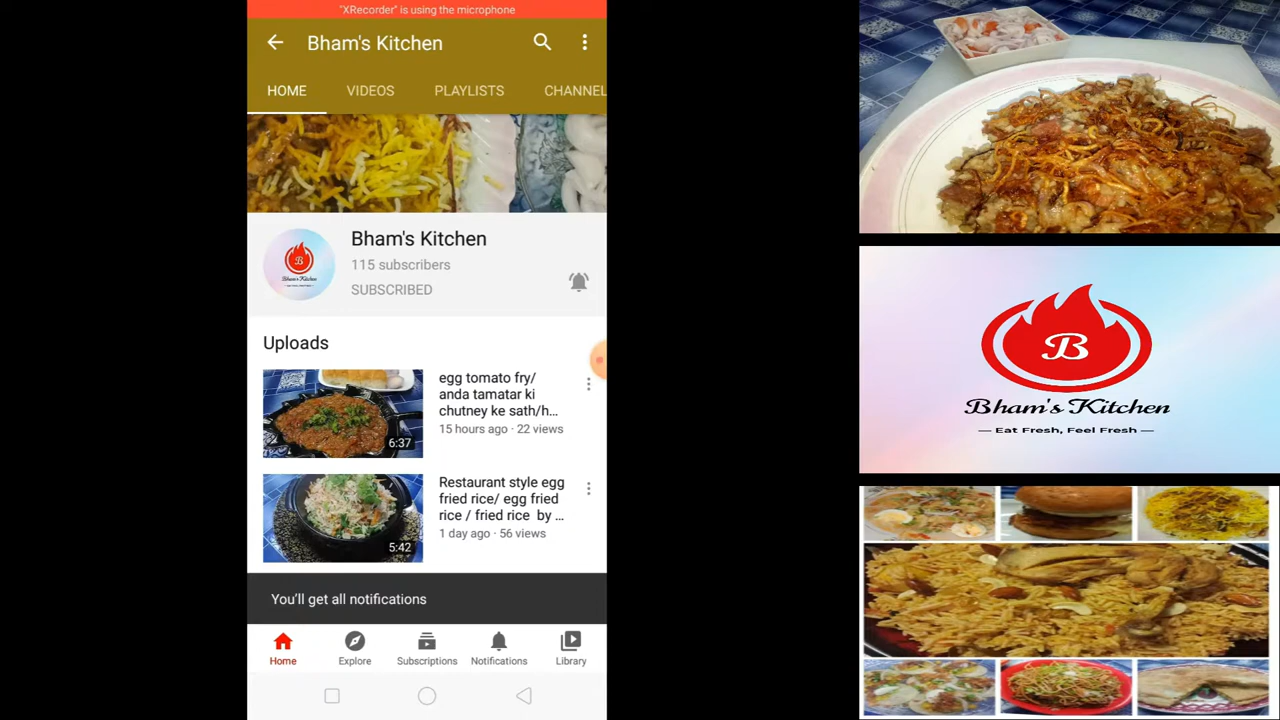 "XRecorder" is using the microphone
Bham's Kitchen
HOME VIDEOS PLAYLISTS CHANNEL
Bham's Kitchen
115 subscribers
SUBSCRIBED
Uploads
egg tomato fry/
anda tamatar ki
chutney ke sath/h...
15 hours ago · 22 views
6:37
Restaurant style egg
fried rice/ egg fried
rice / fried rice by ...
1 day ago · 56 views
5:42
You'll get all notifications
Home Explore Subscriptions Notifications Library
B
Bham's Kitchen
— Eat Fresh, Feel Fresh —